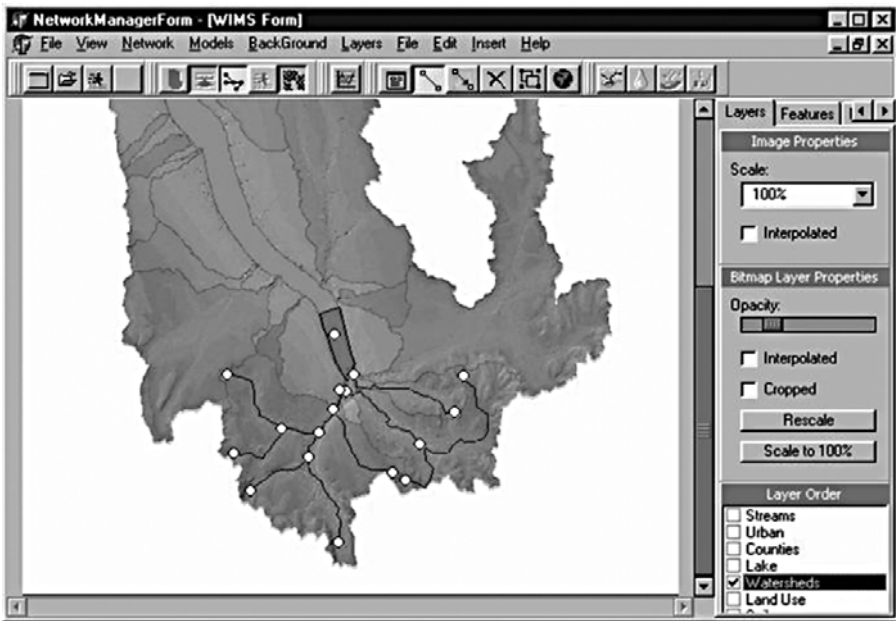 NetworkManagerForm - [WIMS Form]
File View Network Models BackGround Layers File Edit Insert Help
Layers Features
Image Properties
Scale:
100%
Interpolated
Bitmap Layer Properties
Opacity:
Interpolated
Cropped
Rescale
Scale to 100%
Layer Order
Streams
Urban
Counties
Lake
Watersheds
Land Use